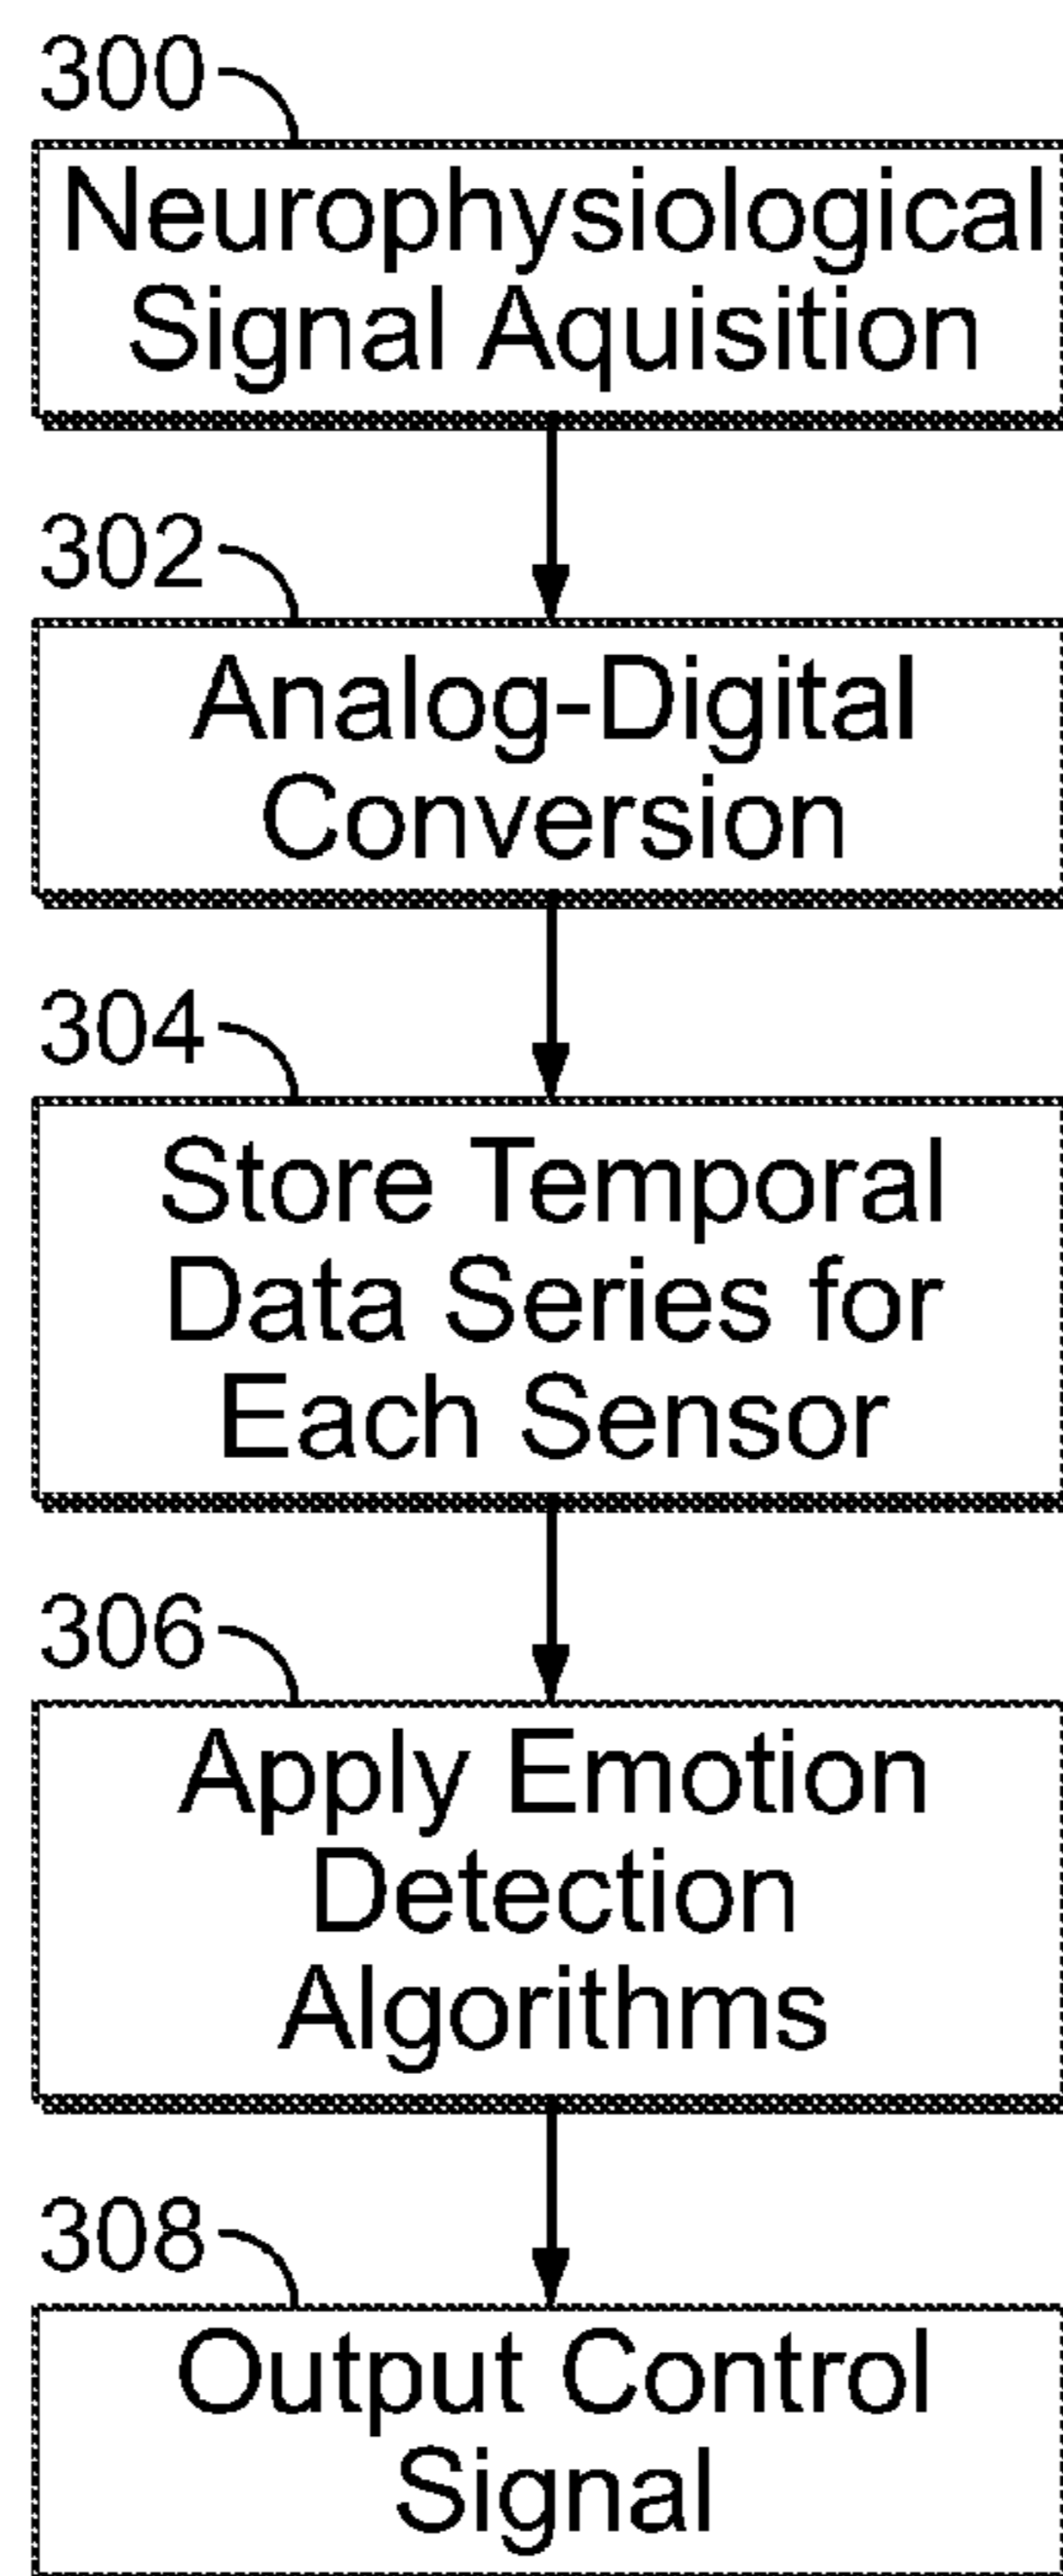 300
Neurophysiological
Signal Aquisition
302
Analog-Digital
Conversion
304
Store Temporal
Data Series for
Each Sensor
306
Apply Emotion
Detection
Algorithms
308
Output Control
Signal